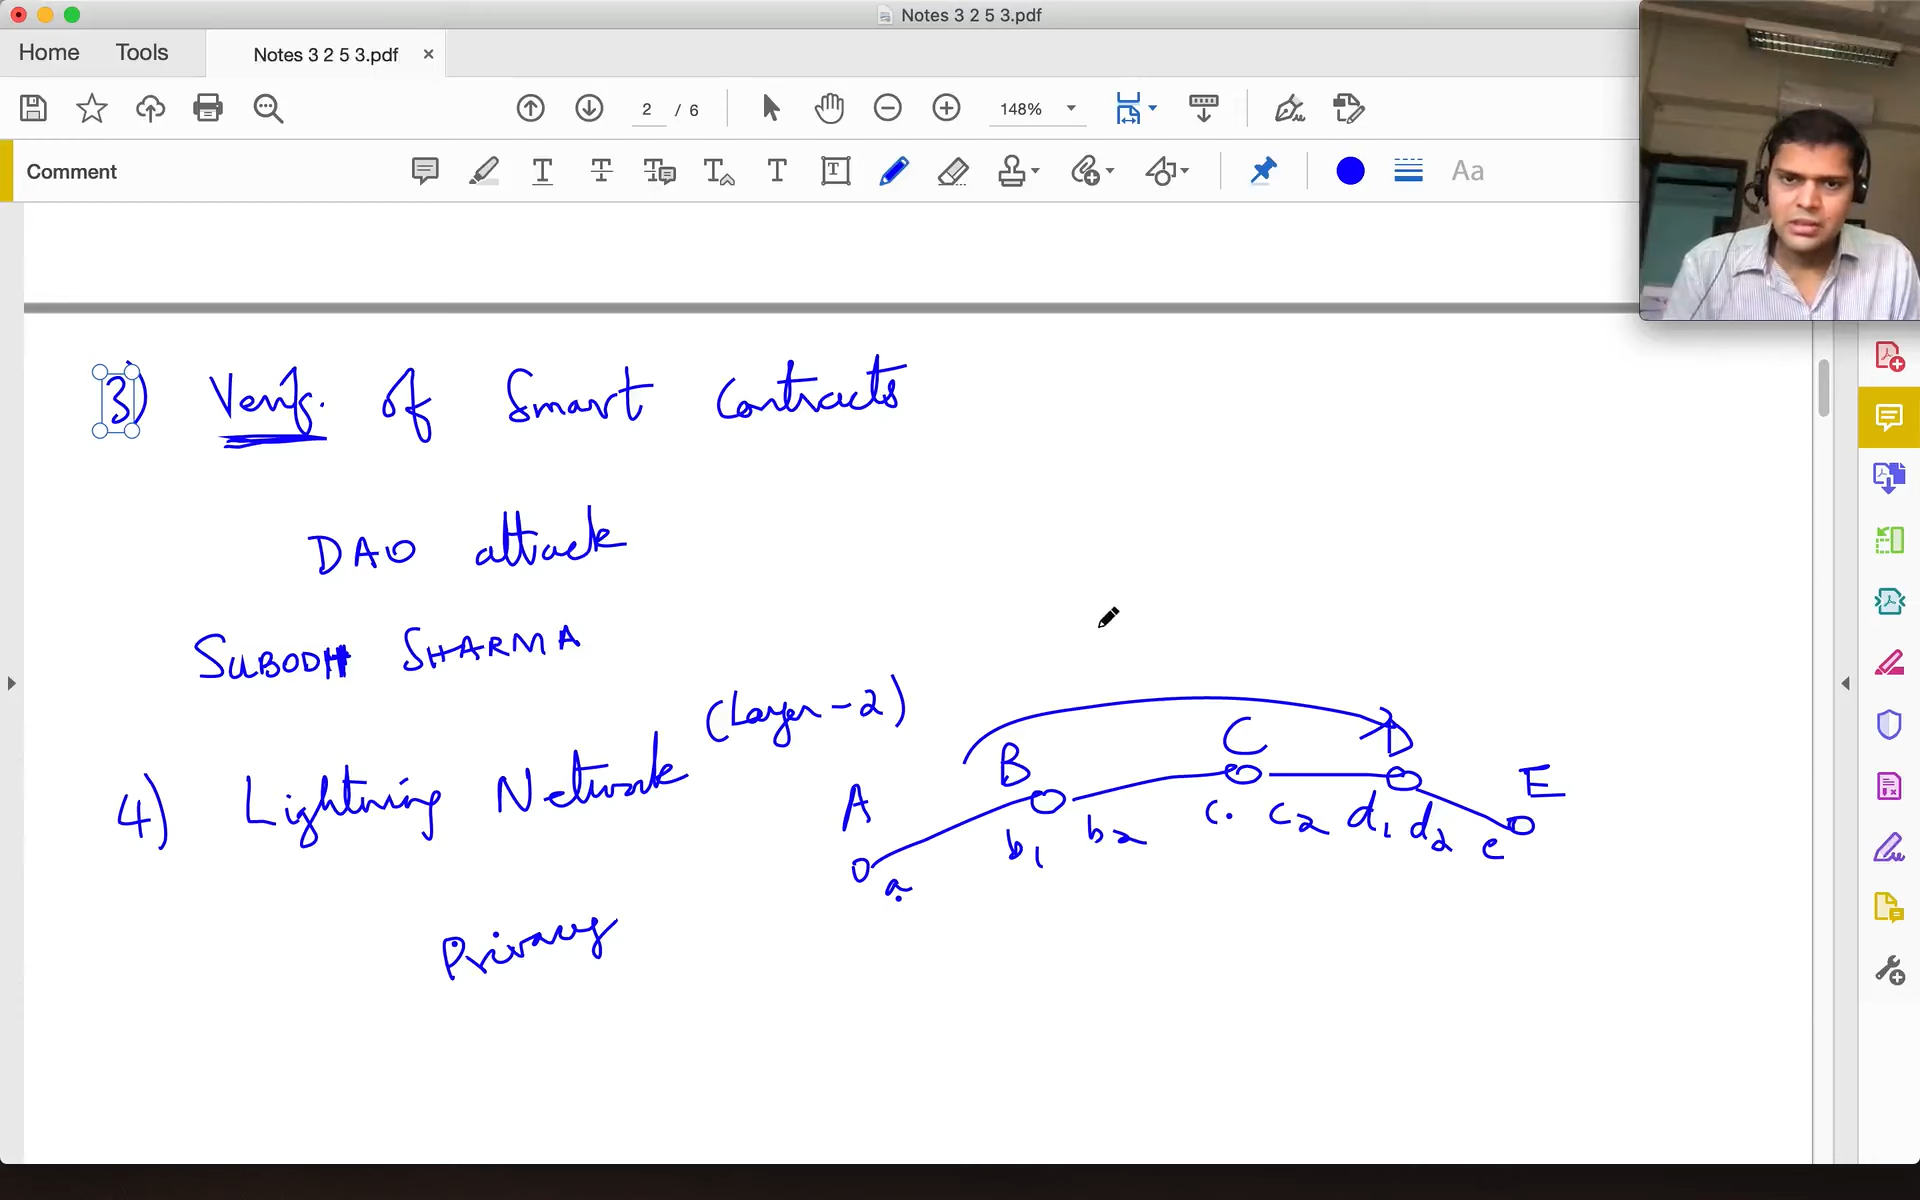 Notes 3 2 5 3.pdf
Home Tools Notes 3 2 5 3.pdf ×
2 / 6 148%
Comment Aa
3) Verif. of Smart Contracts
DAO attack
SUBODH SHARMA
(Layer-2)
4) Lightning Network
A B C D E
a b1 b2 c. c2 d1 d2 e
Privacy